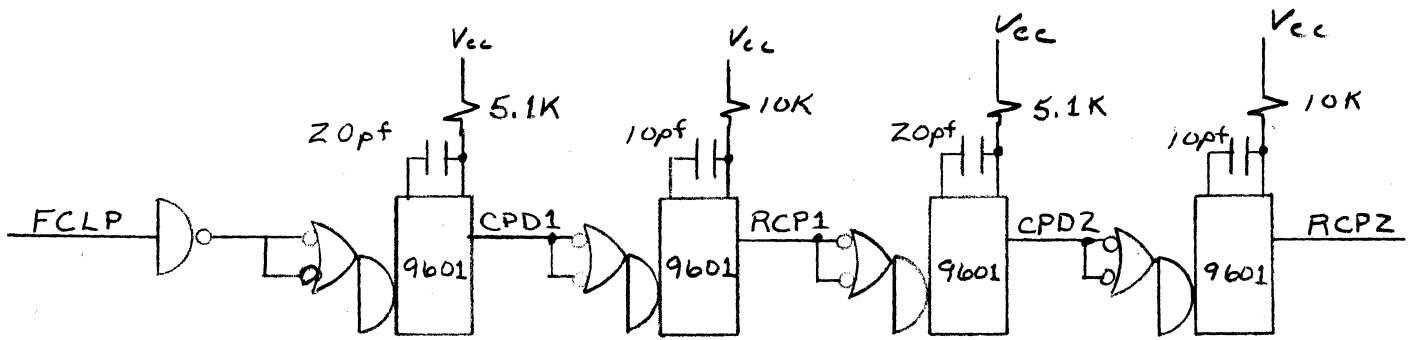 Vcc
Vcc
Vcc
Vcc
5.1K
10K
5.1K
10K
20pf
10pf
20pf
10pf
FCLP
CPD1
RCP1
CPD2
RCP2
9601
9601
9601
9601